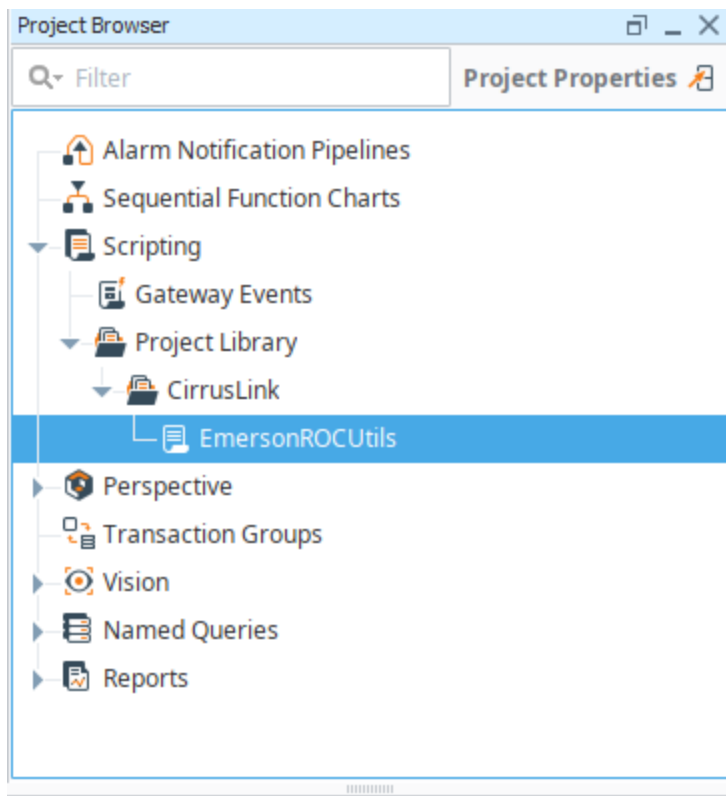 Project Browser
Filter Project Properties
Alarm Notification Pipelines
Sequential Function Charts
Scripting
Gateway Events
Project Library
CirrusLink
EmersonROCUtils
Perspective
Transaction Groups
Vision
Named Queries
Reports